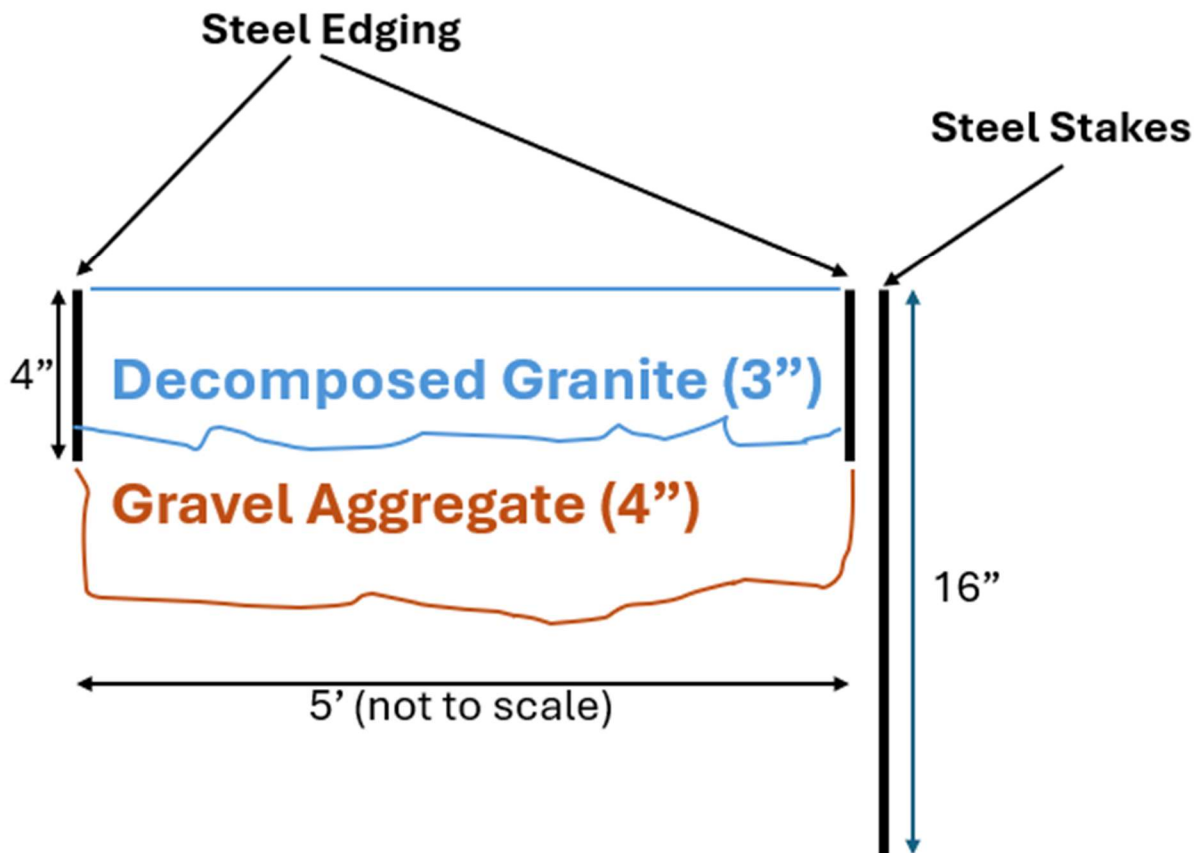 Steel Edging
Steel Stakes
4”
Decomposed Granite (3”)
Gravel Aggregate (4”)
16”
5’ (not to scale)